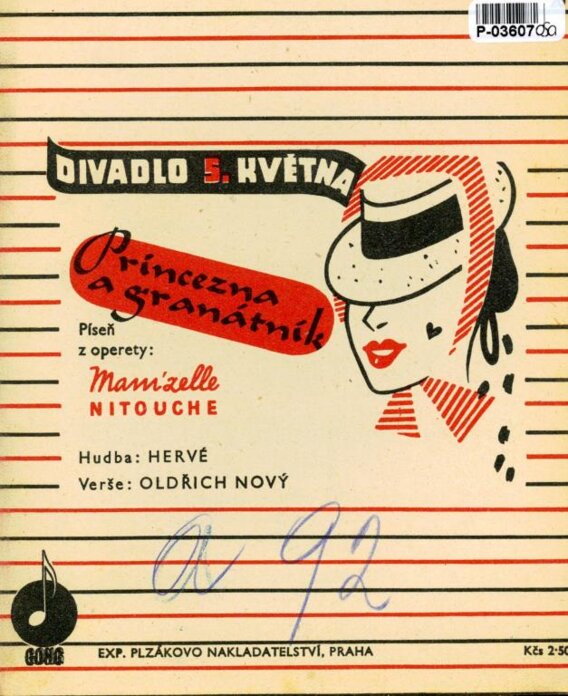 P-03607
DIVADLO 5. KVĚTNA
Princezna
a granátník
Píseň
z operety:
Mam'zelle
NITOUCHE
Hudba: HERVÉ
Verše: OLDŘICH NOVÝ
a 92
GONG
EXP. PLZÁKOVO NAKLADATELSTVÍ, PRAHA
Kčs 2·50